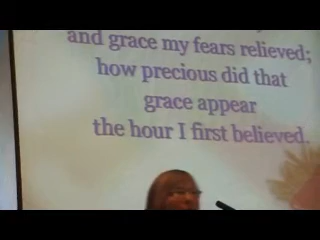 and grace my fears relieved;
how precious did that
grace appear
the hour I first believed.